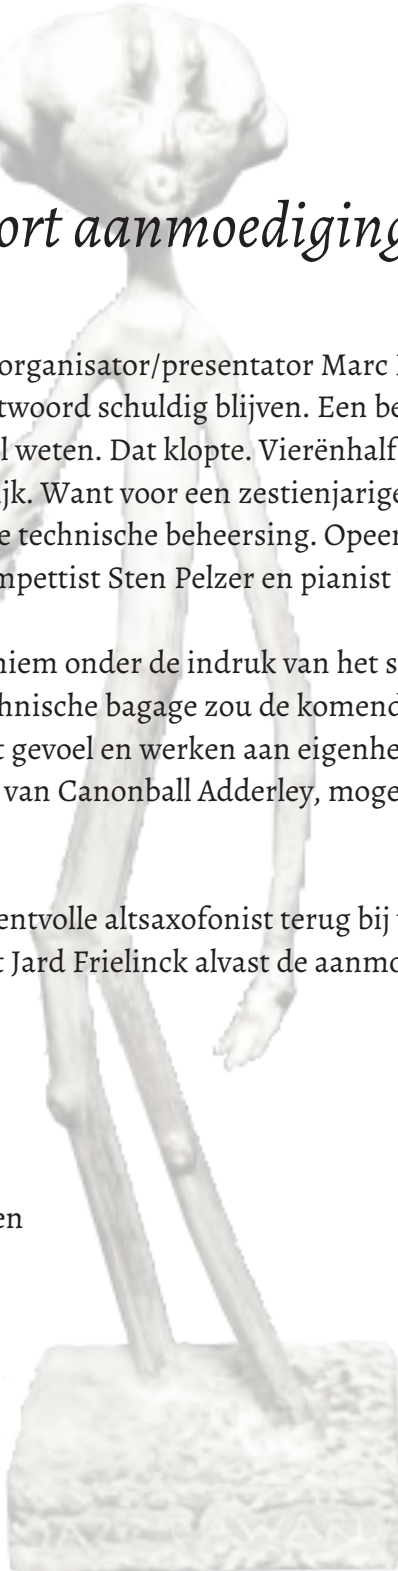 ort aanmoediging
organisator/presentator Marc
twoord schuldig blijven. Een be
l weten. Dat klopte. Vierënhalf
jk. Want voor een zestienjarige
e technische beheersing. Opeen
mpettist Sten Pelzer en pianist
niem onder de indruk van het s
hnische bagage zou de komend
t gevoel en werken aan eigenhe
van Canonball Adderley, moge
entvolle altsaxofonist terug bij
t Jard Frielinck alvast de aanmo
en